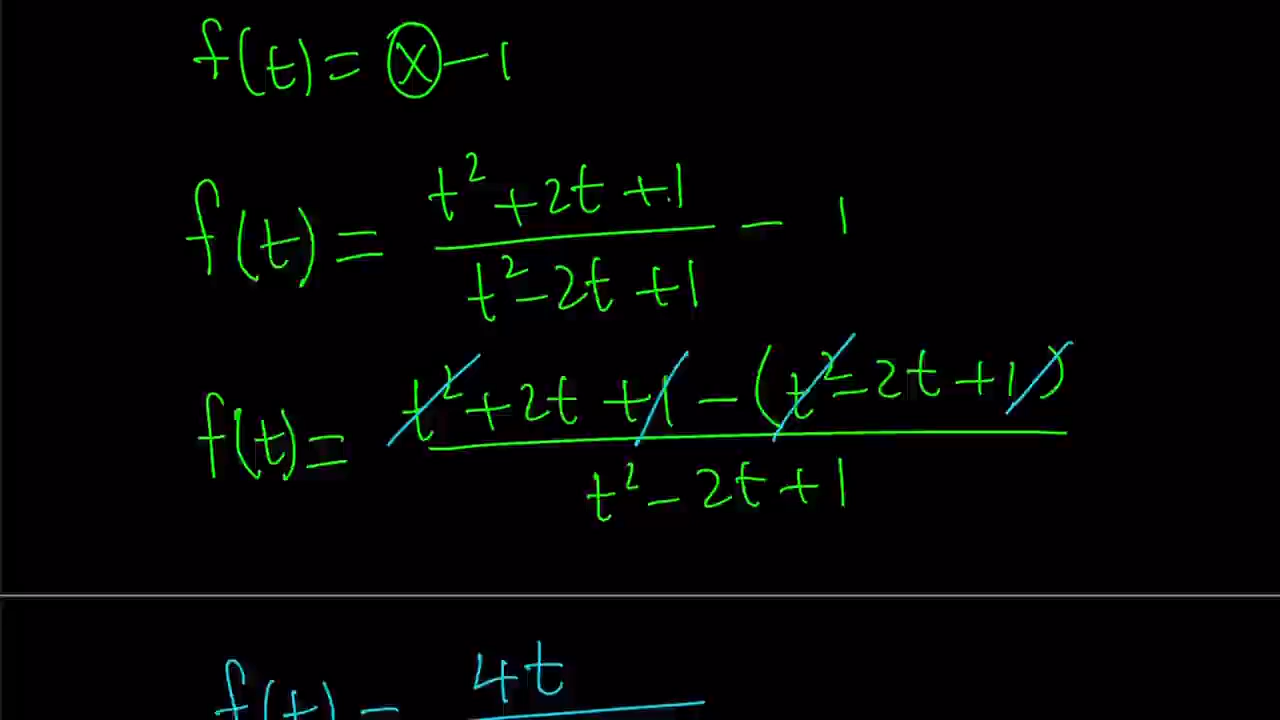 f(t) = x - 1
f(t) = (t² + 2t + 1)/(t² - 2t + 1) - 1
f(t) = (t² + 2t + 1 - (t² - 2t + 1))/(t² - 2t + 1)
f(t) = 4t